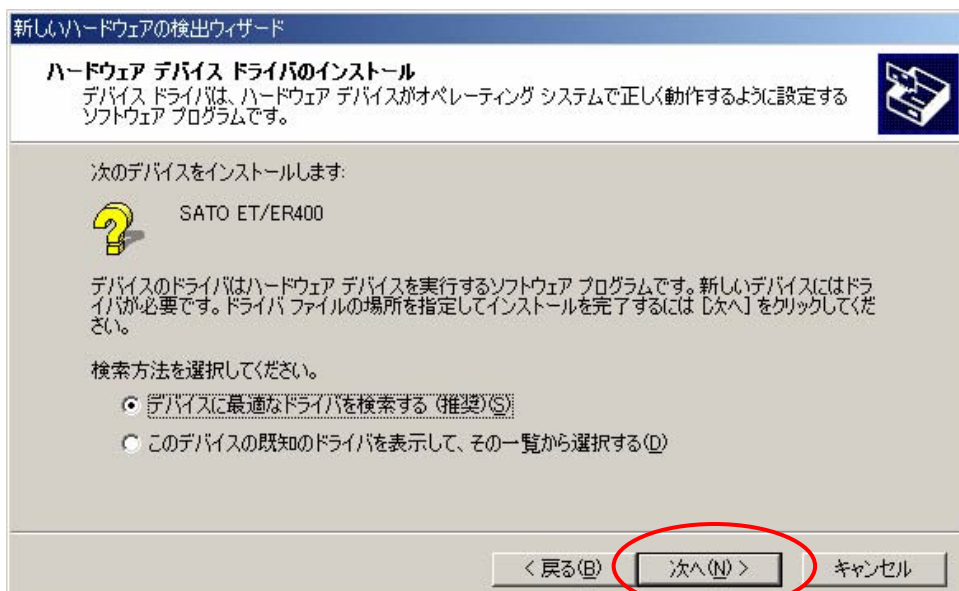 新しいハードウェアの検出ウィザード
ハードウェア デバイス ドライバのインストール
デバイス ドライバは、ハードウェア デバイスがオペレーティング システムで正しく動作するように設定する
ソフトウェア プログラムです。
次のデバイスをインストールします:
SATO ET/ER400
デバイスのドライバはハードウェア デバイスを実行するソフトウェア プログラムです。新しいデバイスにはドラ
イバが必要です。ドライバ ファイルの場所を指定してインストールを完了するには [次へ] をクリックしてくだ
さい。
検索方法を選択してください。
デバイスに最適なドライバを検索する (推奨)(S)
このデバイスの既知のドライバを表示して、その一覧から選択する(D)
< 戻る(B)
次へ(N) >
キャンセル